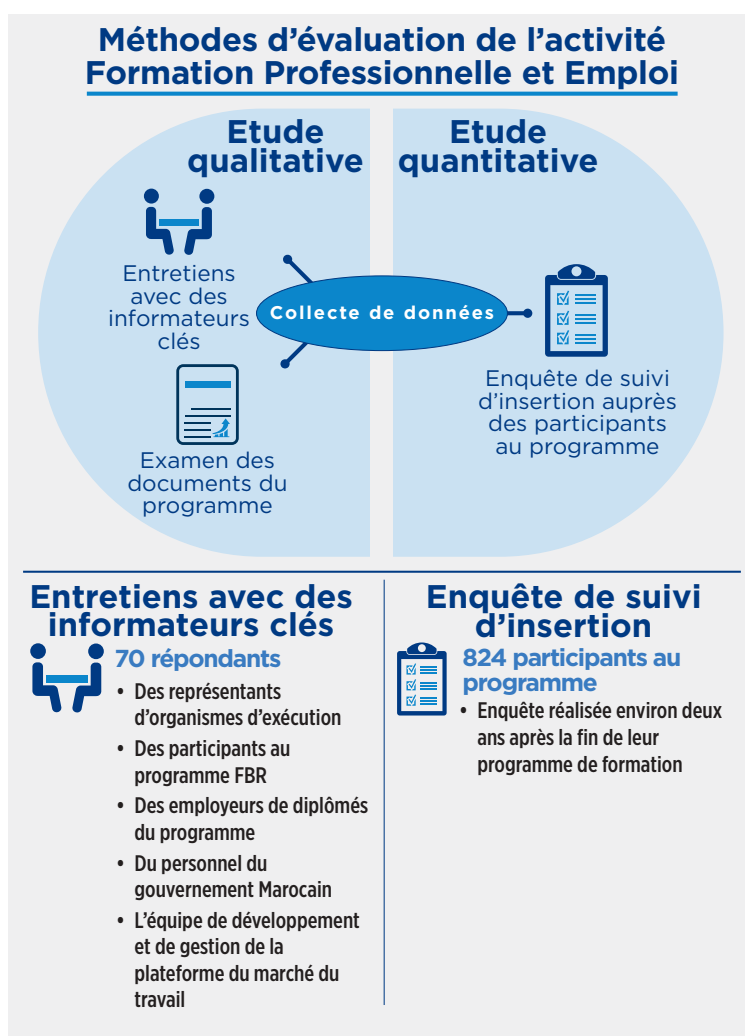 Méthodes d’évaluation de l’activité
Formation Professionnelle et Emploi
Etude
qualitative
Entretiens
avec des
informateurs
clés
Examen des
documents du
programme
Collecte de données
Etude
quantitative
Enquête de suivi
d’insertion auprès
des participants
au programme
Entretiens avec des
informateurs clés
70 répondants
• Des représentants
d’organismes d’exécution
• Des participants au
programme FBR
• Des employeurs de diplômés
du programme
• Du personnel du
gouvernement Marocain
• L’équipe de développement
et de gestion de la
plateforme du marché du
travail
Enquête de suivi
d’insertion
824 participants au
programme
• Enquête réalisée environ deux
ans après la fin de leur
programme de formation